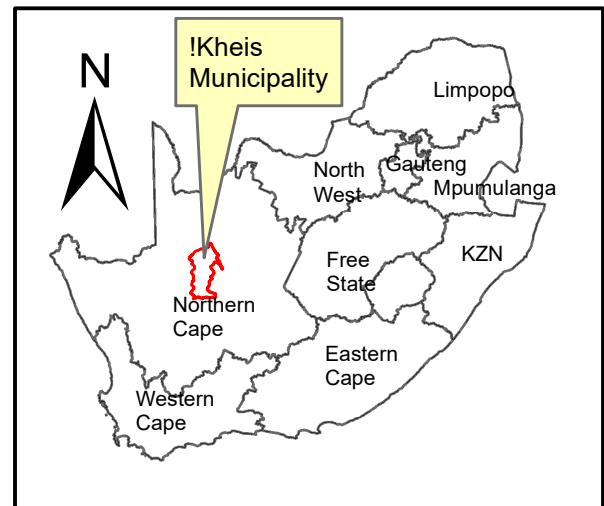 !Kheis
Municipality
N
Limpopo
North
West
Gauteng
Mpumulanga
Free
State
KZN
Northern
Cape
Eastern
Cape
Western
Cape